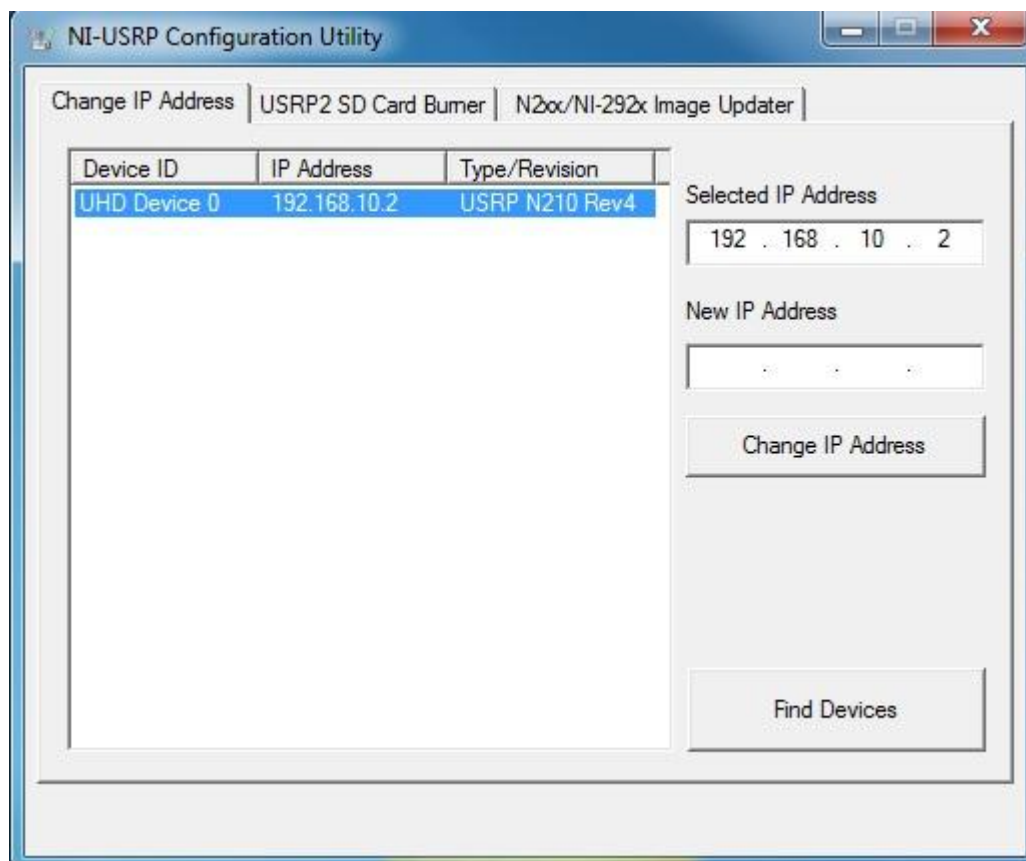 NI-USRP Configuration Utility
Change IP Address USRP2 SD Card Burner N2xx/NI-292x Image Updater
Device ID IP Address Type/Revision
UHD Device 0 192.168.10.2 USRP N210 Rev4
Selected IP Address
192 . 168 . 10 . 2
New IP Address
. . .
Change IP Address
Find Devices